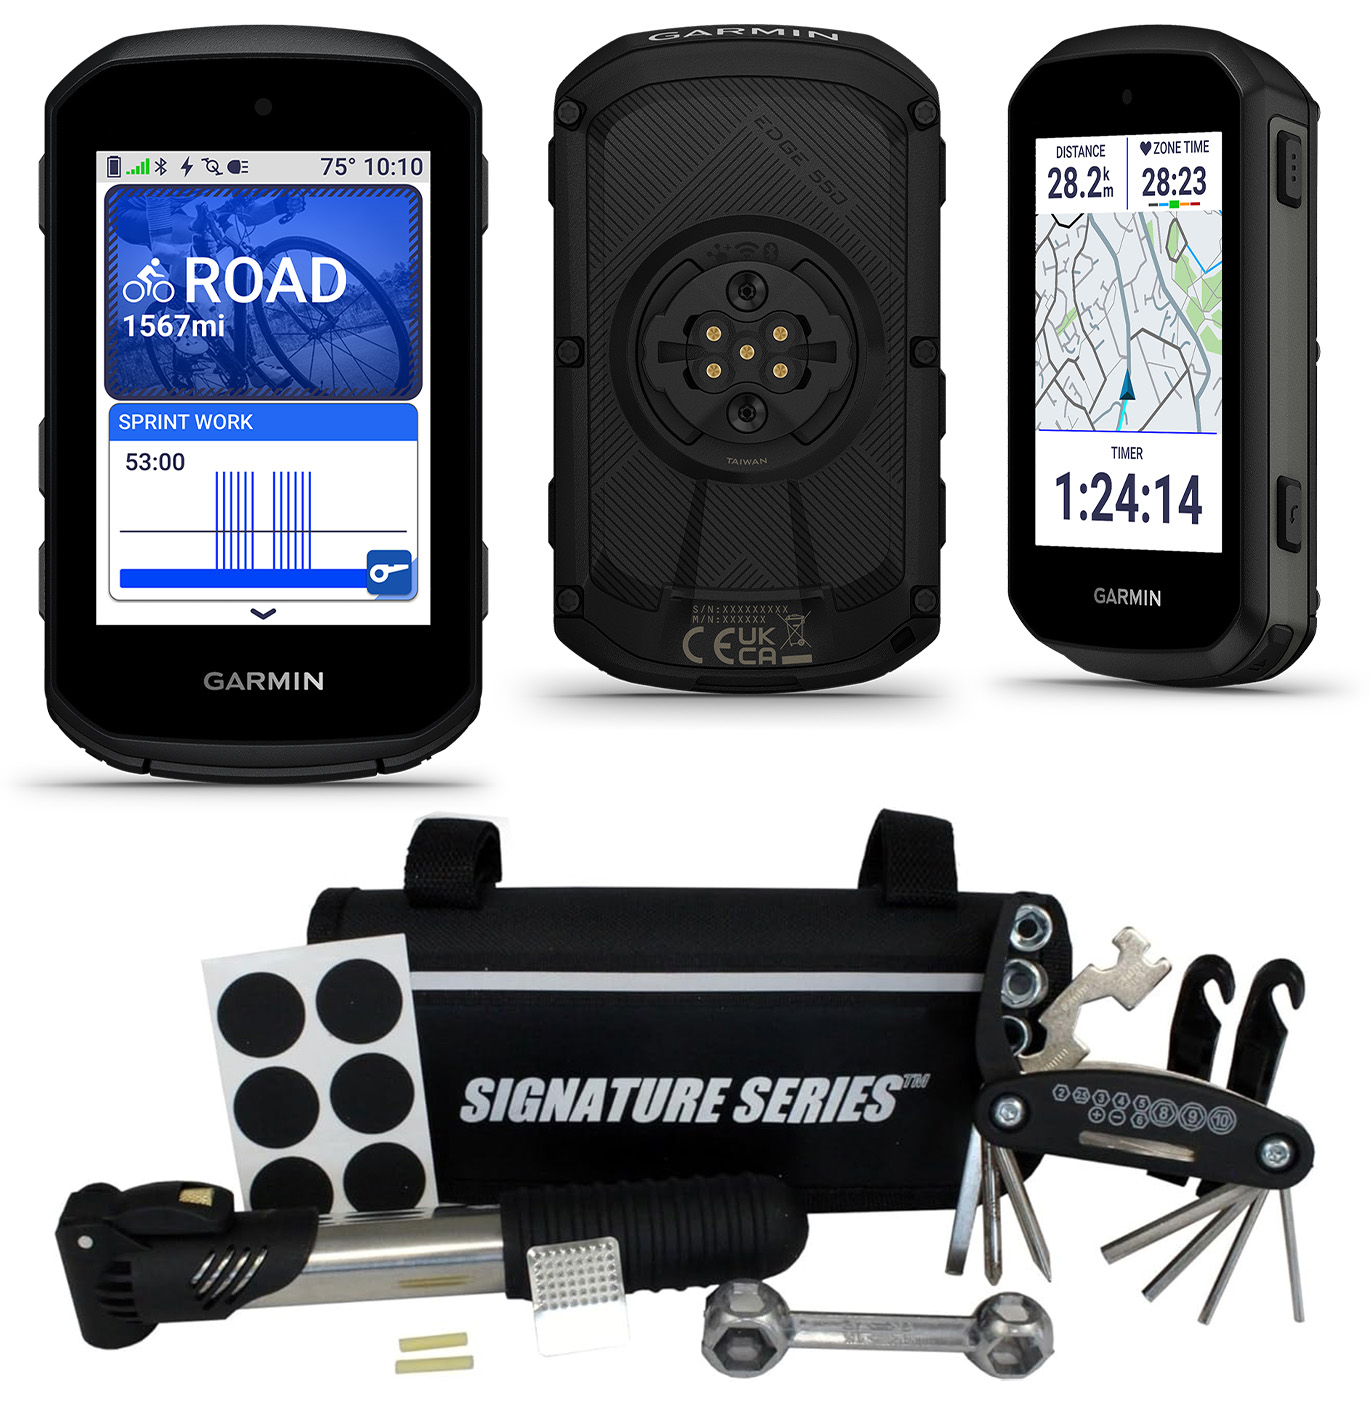 75° 10:10
ROAD
1567mi
SPRINT WORK
53:00
GARMIN
GARMIN
EDGE 550
TAIWAN
S/N:XXXXXXXXX
M/N:XXXXXX
CE UK
CA
DISTANCE
28.2km
ZONE TIME
28:23
TIMER
1:24:14
GARMIN
SIGNATURE SERIES™
2 2.5 3 4 5
6 8 9 10